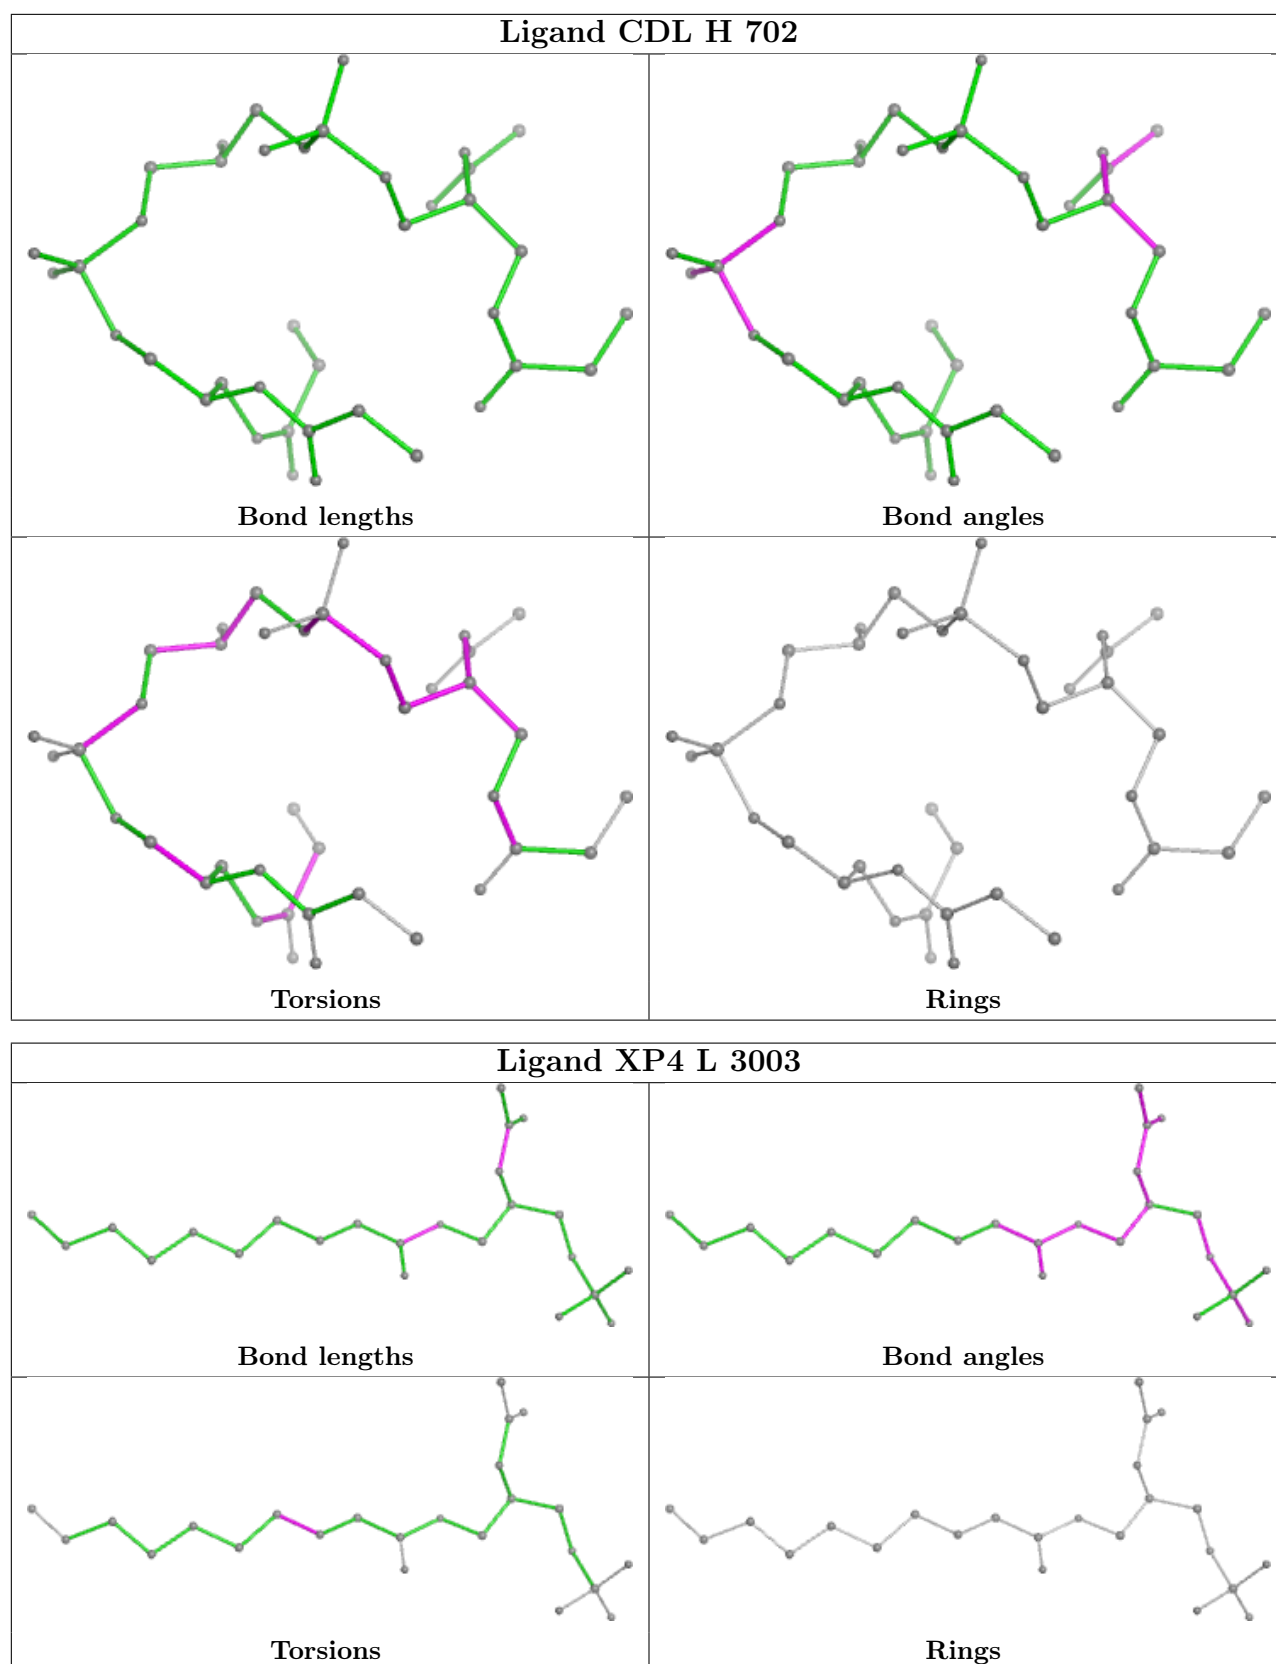 Ligand CDL H 702
Bond lengths
Bond angles
Torsions
Rings
Ligand XP4 L 3003
Bond lengths
Bond angles
Torsions
Rings